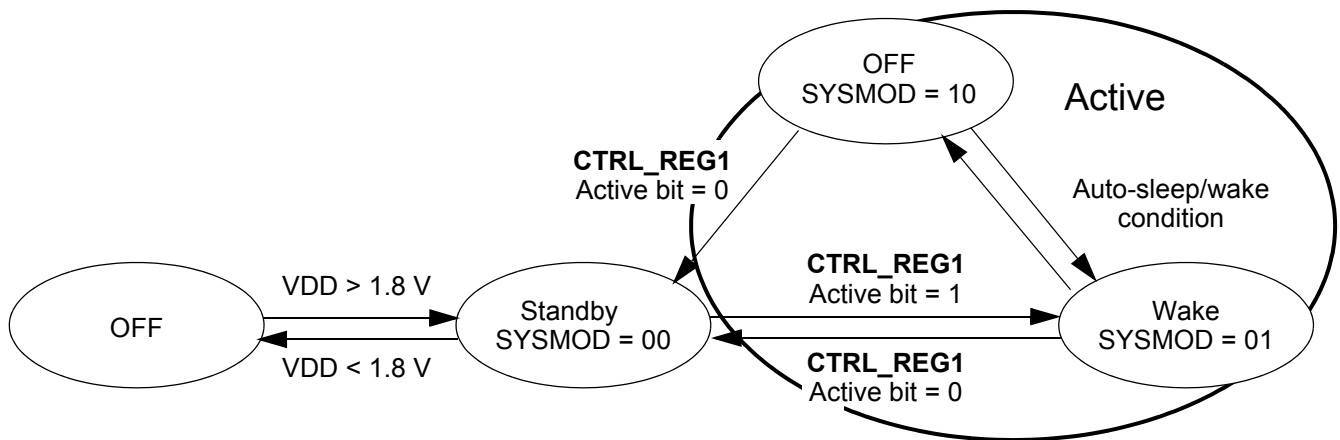 OFF
SYSMOD = 10
Active
CTRL_REG1
Active bit = 0
Auto-sleep/wake
condition
VDD > 1.8 V
CTRL_REG1
Active bit = 1
OFF
Standby
SYSMOD = 00
Wake
SYSMOD = 01
VDD < 1.8 V
CTRL_REG1
Active bit = 0